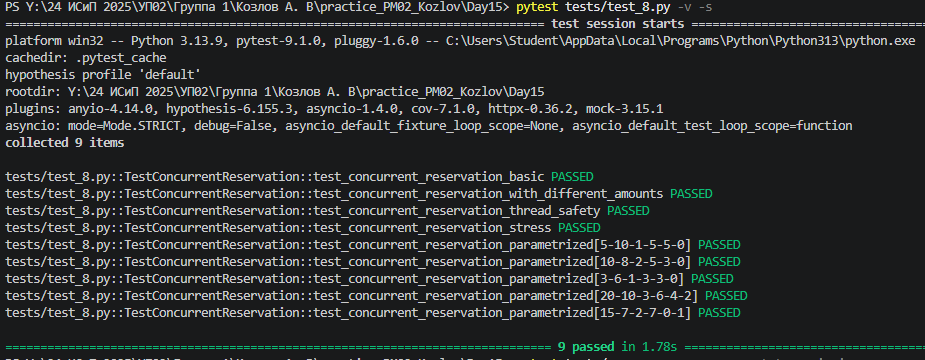 PS Y:\24 ИСиП 2025\УП02\Группа 1\Козлов А. В\practice_PM02_Kozlov\Day15> pytest tests/test_8.py -v -s
test session starts
platform win32 -- Python 3.13.9, pytest-9.1.0, pluggy-1.6.0 -- C:\Users\Student\AppData\Local\Programs\Python\Python313\python.exe
cachedir: .pytest_cache
hypothesis profile 'default'
rootdir: Y:\24 ИСиП 2025\УП02\Группа 1\Козлов А. В\practice_PM02_Kozlov\Day15
plugins: anyio-4.14.0, hypothesis-6.155.3, asyncio-1.4.0, cov-7.1.0, httpx-0.36.2, mock-3.15.1
asyncio: mode=Mode.STRICT, debug=False, asyncio_default_fixture_loop_scope=None, asyncio_default_test_loop_scope=function
collected 9 items
tests/test_8.py::TestConcurrentReservation::test_concurrent_reservation_basic PASSED
tests/test_8.py::TestConcurrentReservation::test_concurrent_reservation_with_different_amounts PASSED
tests/test_8.py::TestConcurrentReservation::test_concurrent_reservation_thread_safety PASSED
tests/test_8.py::TestConcurrentReservation::test_concurrent_reservation_stress PASSED
tests/test_8.py::TestConcurrentReservation::test_concurrent_reservation_parametrized[5-10-1-5-5-0] PASSED
tests/test_8.py::TestConcurrentReservation::test_concurrent_reservation_parametrized[10-8-2-5-3-0] PASSED
tests/test_8.py::TestConcurrentReservation::test_concurrent_reservation_parametrized[3-6-1-3-3-0] PASSED
tests/test_8.py::TestConcurrentReservation::test_concurrent_reservation_parametrized[20-10-3-6-4-2] PASSED
tests/test_8.py::TestConcurrentReservation::test_concurrent_reservation_parametrized[15-7-2-7-0-1] PASSED
9 passed in 1.78s